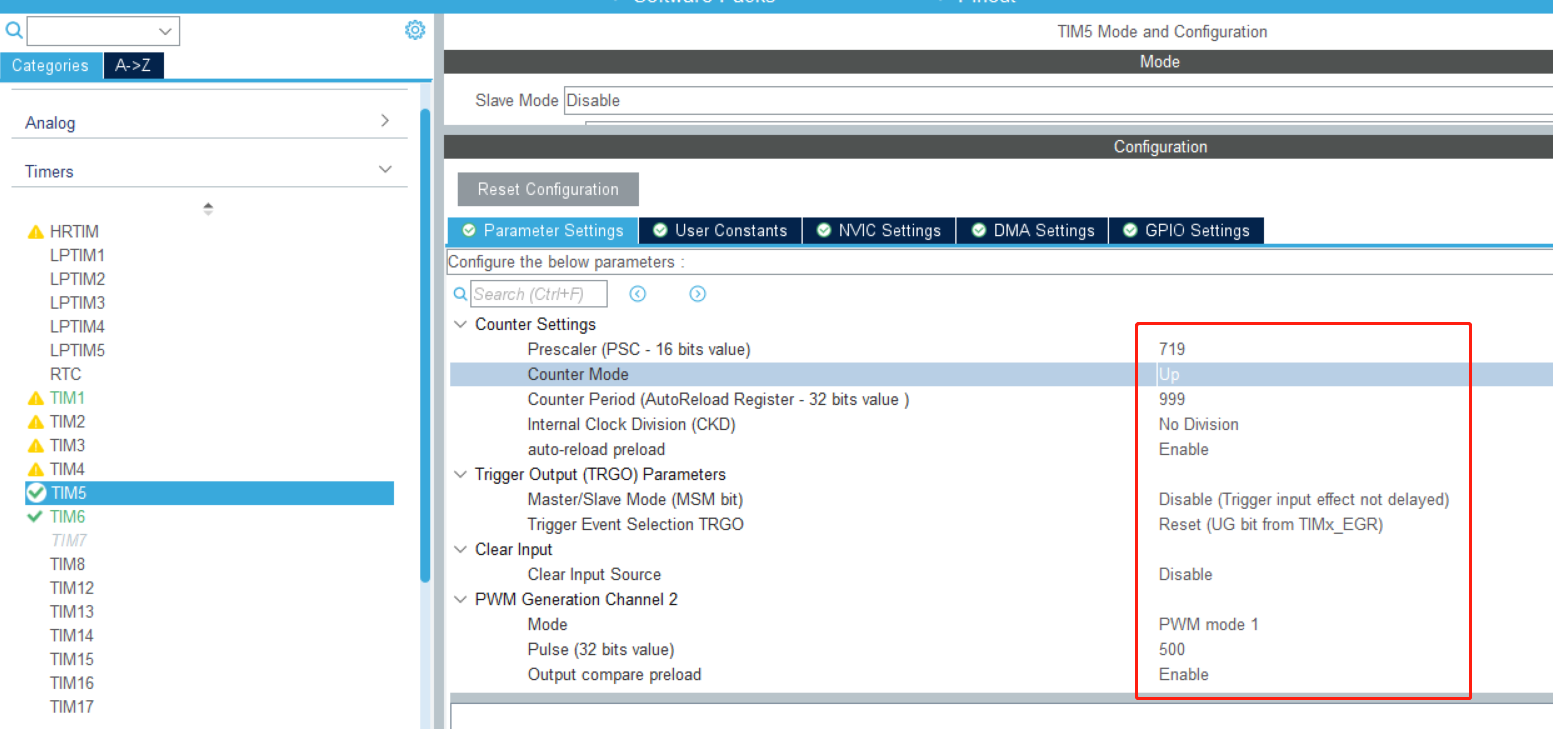 TIM5 Mode and Configuration
Categories
A->Z
Mode
Slave Mode Disable
Analog
Configuration
Timers
Reset Configuration
HRTIM
LPTIM1
LPTIM2
LPTIM3
LPTIM4
LPTIM5
RTC
TIM1
TIM2
TIM3
TIM4
TIM5
TIM6
TIM7
TIM8
TIM12
TIM13
TIM14
TIM15
TIM16
TIM17
Parameter Settings
User Constants
NVIC Settings
DMA Settings
GPIO Settings
Configure the below parameters :
Search (Ctrl+F)
Counter Settings
Prescaler (PSC - 16 bits value) 719
Counter Mode Up
Counter Period (AutoReload Register - 32 bits value ) 999
Internal Clock Division (CKD) No Division
auto-reload preload Enable
Trigger Output (TRGO) Parameters
Master/Slave Mode (MSM bit) Disable (Trigger input effect not delayed)
Trigger Event Selection TRGO Reset (UG bit from TIMx_EGR)
Clear Input
Clear Input Source Disable
PWM Generation Channel 2
Mode PWM mode 1
Pulse (32 bits value) 500
Output compare preload Enable